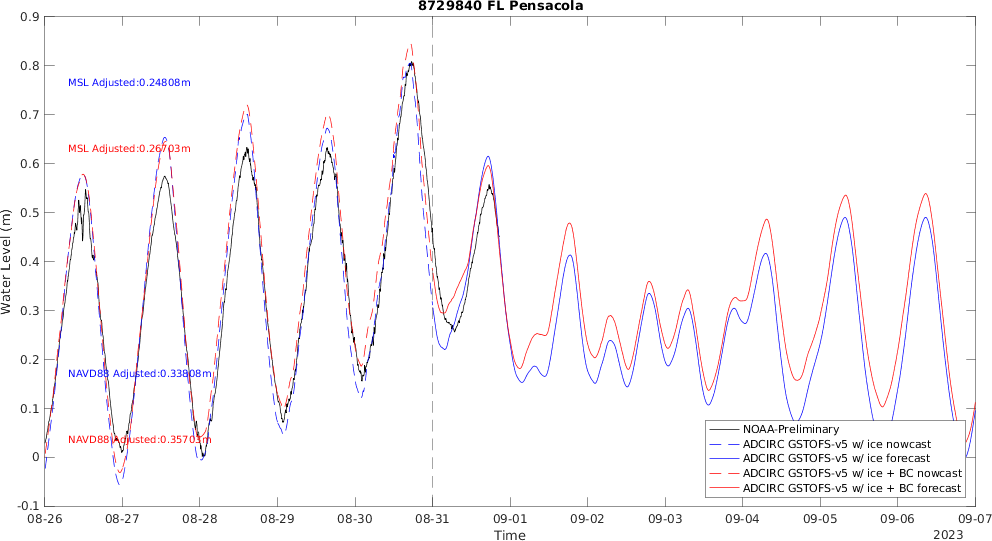 8729840 FL Pensacola
0.9
0.8
0.7
0.6
0.5
0.4
0.3
0.2
0.1
0
-0.1
Water Level (m)
MSL Adjusted:0.24808m
MSL Adjusted:0.26703m
NAVD88 Adjusted:0.33808m
NAVD88 Adjusted:0.35703m
NOAA-Preliminary
ADCIRC GSTOFS-v5 w/ ice nowcast
ADCIRC GSTOFS-v5 w/ ice forecast
ADCIRC GSTOFS-v5 w/ ice + BC nowcast
ADCIRC GSTOFS-v5 w/ ice + BC forecast
08-26 08-27 08-28 08-29 08-30 08-31 09-01 09-02 09-03 09-04 09-05 09-06 09-07
Time
2023